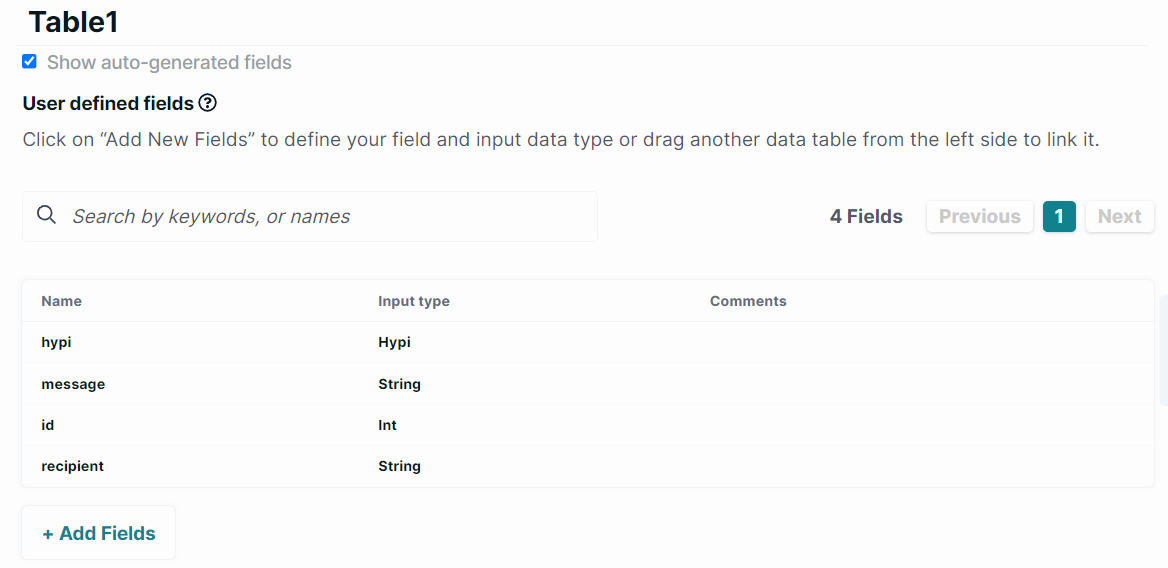 Table1
Show auto-generated fields
User defined fields ?
Click on “Add New Fields” to define your field and input data type or drag another data table from the left side to link it.
Search by keywords, or names
4 Fields Previous 1 Next
Name Input type Comments
hypi Hypi
message String
id Int
recipient String
+ Add Fields